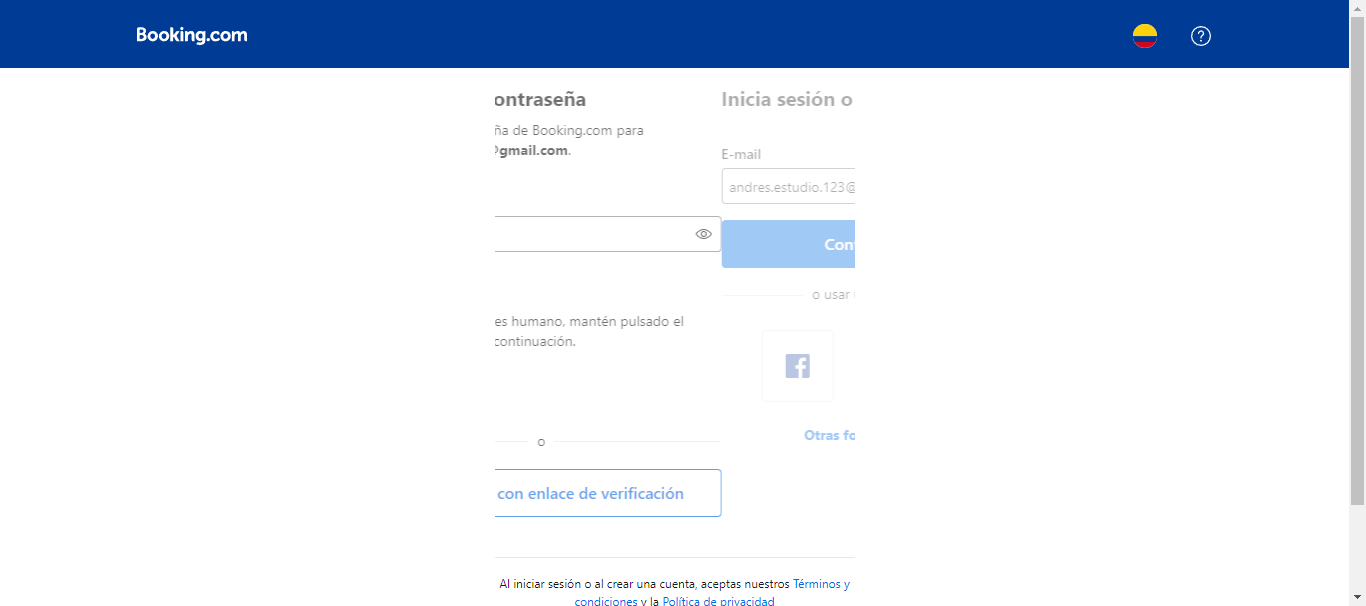 Booking.com
ontraseña
ña de Booking.com para
@gmail.com.
es humano, mantén pulsado el
continuación.
o
con enlace de verificación
Inicia sesión o
E-mail
andres.estudio.123@
Con
o usar
Otras fo
Al iniciar sesión o al crear una cuenta, aceptas nuestros Términos y
condiciones y la Política de privacidad